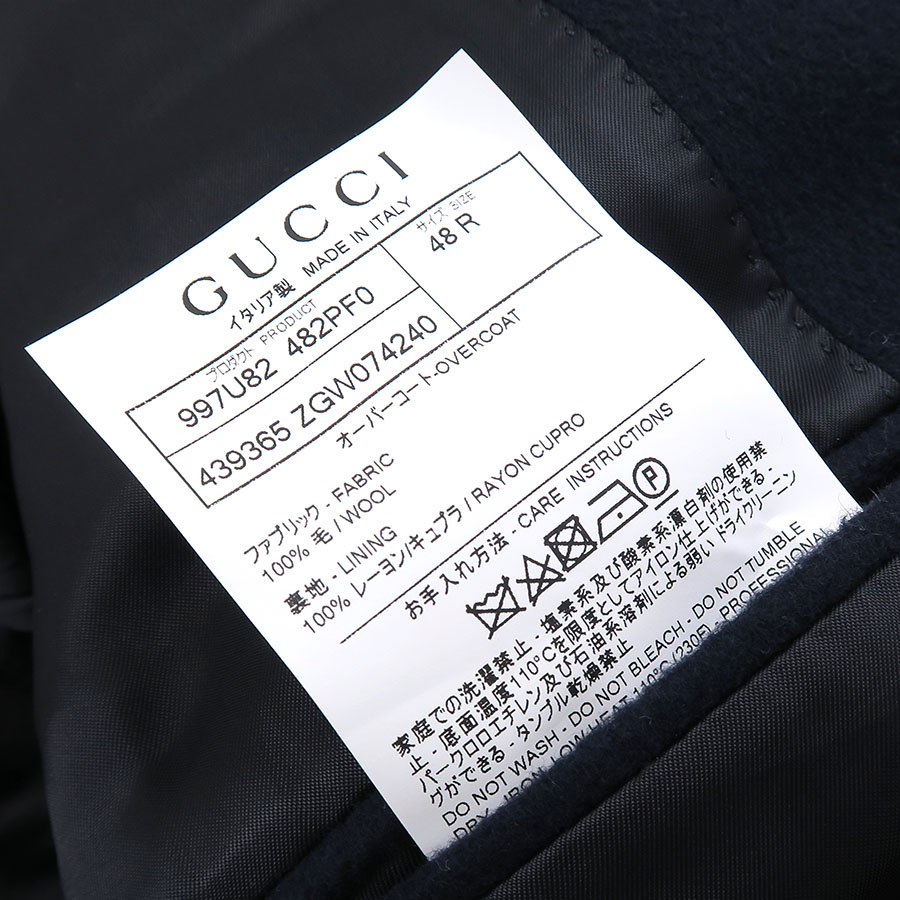 GUCCI
イタリア製 MADE IN ITALY
プロダクト PRODUCT
サイズ SIZE
997U82 482PF0
48 R
439365 ZGW074240
オーバーコート-OVERCOAT
ファブリック - FABRIC
100% 毛 / WOOL
裏地 - LINING
100% レーヨン/キュプラ / RAYON CUPRO
お手入れ方法 - CARE INSTRUCTIONS
P
家庭での洗濯禁止 - 塩素系及び酸素系漂白剤の使用禁
止 - 底面温度110℃を限度としてアイロン仕上げができる -
パークロロエチレン及び石油系溶剤による弱い ドライクリーニン
グができる - タンブル乾燥禁止
DO NOT WASH - DO NOT BLEACH - DO NOT TUMBLE
DRY - IRON, LOW HEAT 110°C (230F) - PROFESSIONAL